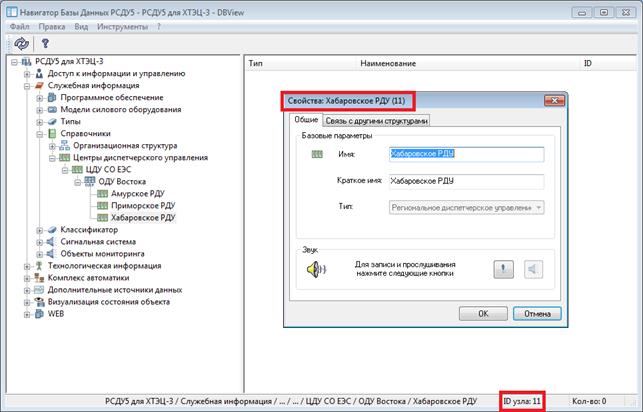 Навигатор Базы Данных РСДУ5 - РСДУ5 для ХТЭЦ-3 - DBView
Файл Правка Вид Инструменты ?
РСДУ5 для ХТЭЦ-3
Доступ к информации и управлению
Служебная информация
Программное обеспечение
Модели силового оборудования
Типы
Справочники
Организационная структура
Центры диспетчерского управления
ЦДУ СО ЕЭС
ОДУ Востока
Амурское РДУ
Приморское РДУ
Хабаровское РДУ
Классификатор
Сигнальная система
Объекты мониторинга
Технологическая информация
Комплекс автоматики
Дополнительные источники данных
Визуализация состояния объекта
WEB
Тип Наименование ID
Свойства: Хабаровское РДУ (11)
Общие Связь с другими структурами
Базовые параметры
Имя: Хабаровское РДУ
Краткое имя: Хабаровское РДУ
Тип: Региональное диспетчерское управлени
Звук
Для записи и прослушивания
нажмите следующие кнопки
OK Отмена
РСДУ5 для ХТЭЦ-3 / Служебная информация / ... / ... / ЦДУ СО ЕЭС / ОДУ Востока / Хабаровское РДУ ID узла: 11 Кол-во: 0